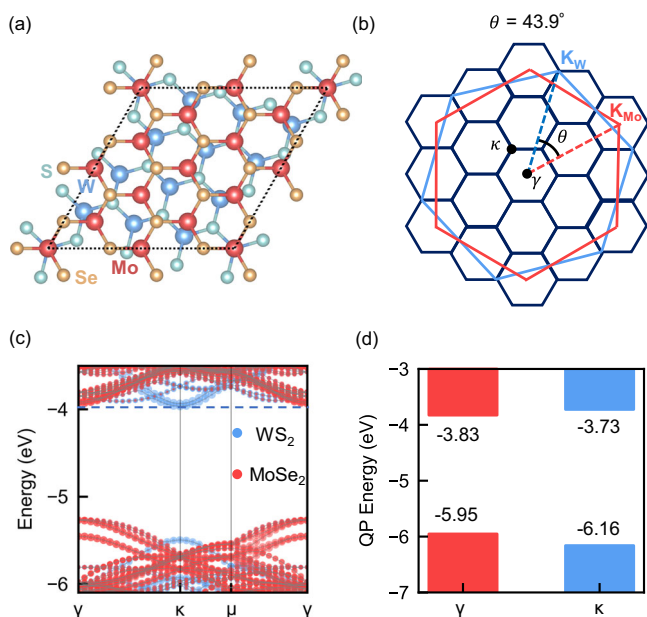 (a)
S
W
Se
Mo
(b)
θ = 43.9°
K_W
K_Mo
κ
θ
γ
(c)
Energy (eV)
−4
−5
−6
WS₂
MoSe₂
γ
κ
μ
γ
(d)
QP Energy (eV)
−3
−4
−5
−6
−7
-3.83
-3.73
-5.95
-6.16
γ
κ